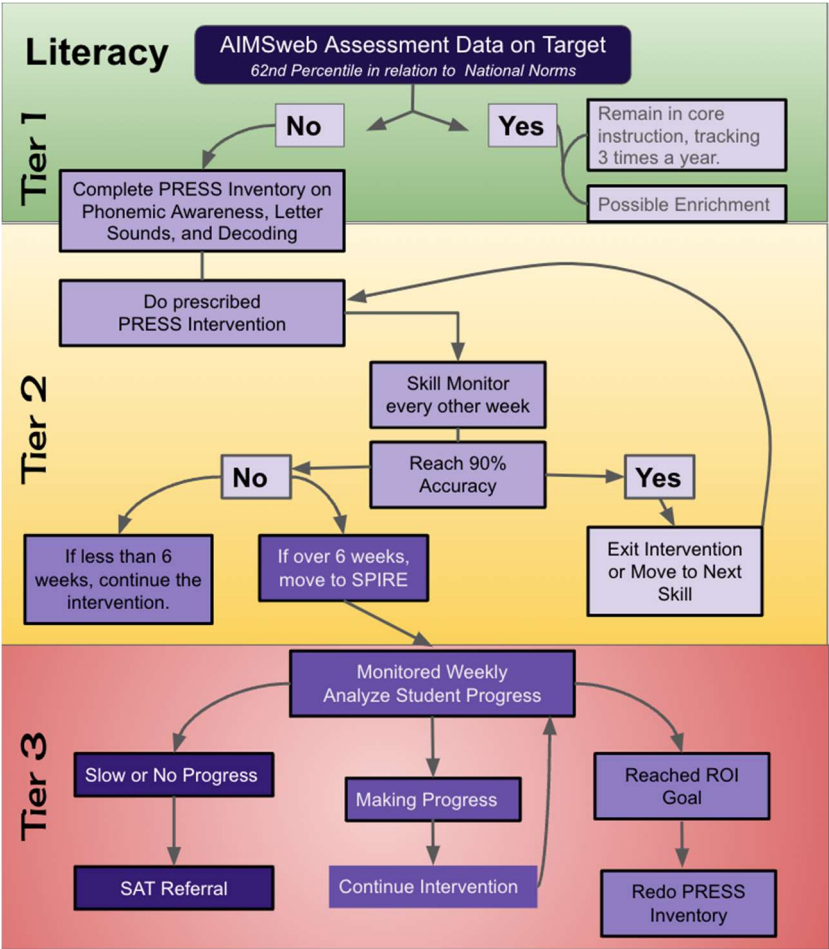 Literacy
AIMSweb Assessment Data on Target
62nd Percentile in relation to National Norms
Tier 1
No
Yes
Remain in core
instruction, tracking
3 times a year.
Possible Enrichment
Complete PRESS Inventory on
Phonemic Awareness, Letter
Sounds, and Decoding
Tier 2
Do prescribed
PRESS Intervention
Skill Monitor
every other week
Reach 90%
Accuracy
No
Yes
If less than 6
weeks, continue the
intervention.
If over 6 weeks,
move to SPIRE
Exit Intervention
or Move to Next
Skill
Tier 3
Monitored Weekly
Analyze Student Progress
Slow or No Progress
SAT Referral
Making Progress
Continue Intervention
Reached ROI
Goal
Redo PRESS
Inventory